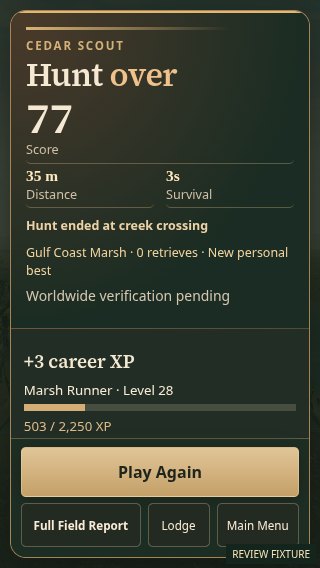 CEDAR SCOUT
Hunt over
77
Score
35 m
Distance
3s
Survival
Hunt ended at creek crossing
Gulf Coast Marsh · 0 retrieves · New personal
best
Worldwide verification pending
+3 career XP
Marsh Runner · Level 28
503 / 2,250 XP
Play Again
Full Field Report
Lodge
Main Menu
REVIEW FIXTURE